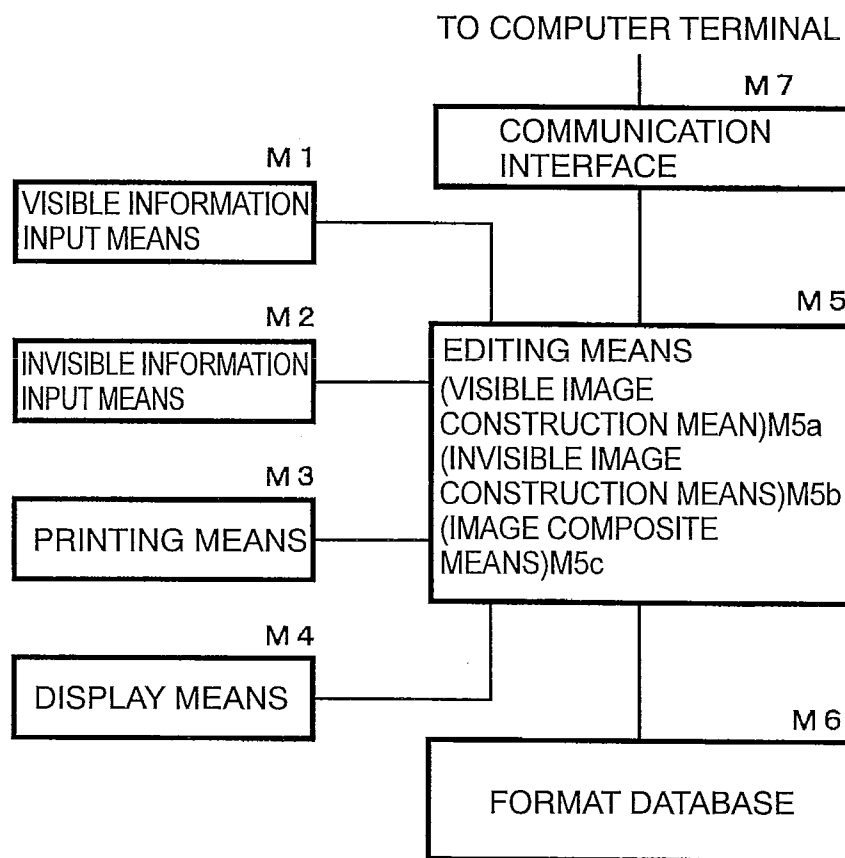 TO COMPUTER TERMINAL
M 7
COMMUNICATION
INTERFACE
M 1
VISIBLE INFORMATION
INPUT MEANS
M 2
INVISIBLE INFORMATION
INPUT MEANS
M 3
PRINTING MEANS
M 4
DISPLAY MEANS
M 5
EDITING MEANS
(VISIBLE IMAGE
CONSTRUCTION MEAN)M5a
(INVISIBLE IMAGE
CONSTRUCTION MEANS)M5b
(IMAGE COMPOSITE
MEANS)M5c
M 6
FORMAT DATABASE